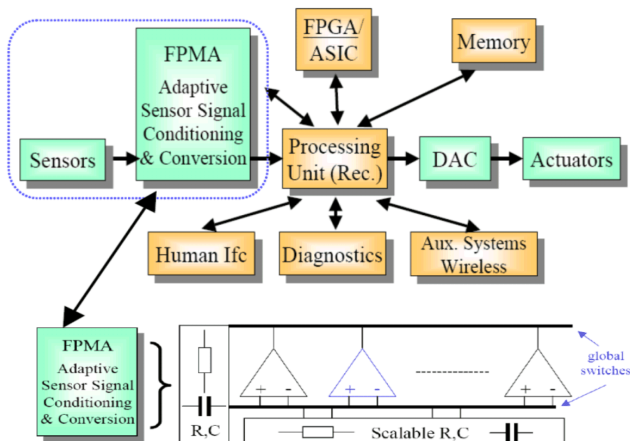 FPMA
Adaptive
Sensor Signal
Conditioning
& Conversion
FPGA/
ASIC
Memory
Sensors
Processing
Unit (Rec.)
DAC
Actuators
Human Ifc
Diagnostics
Aux. Systems
Wireless
FPMA
Adaptive
Sensor Signal
Conditioning
& Conversion
R,C
+ -
+ -
+ -
global
switches
Scalable R,C